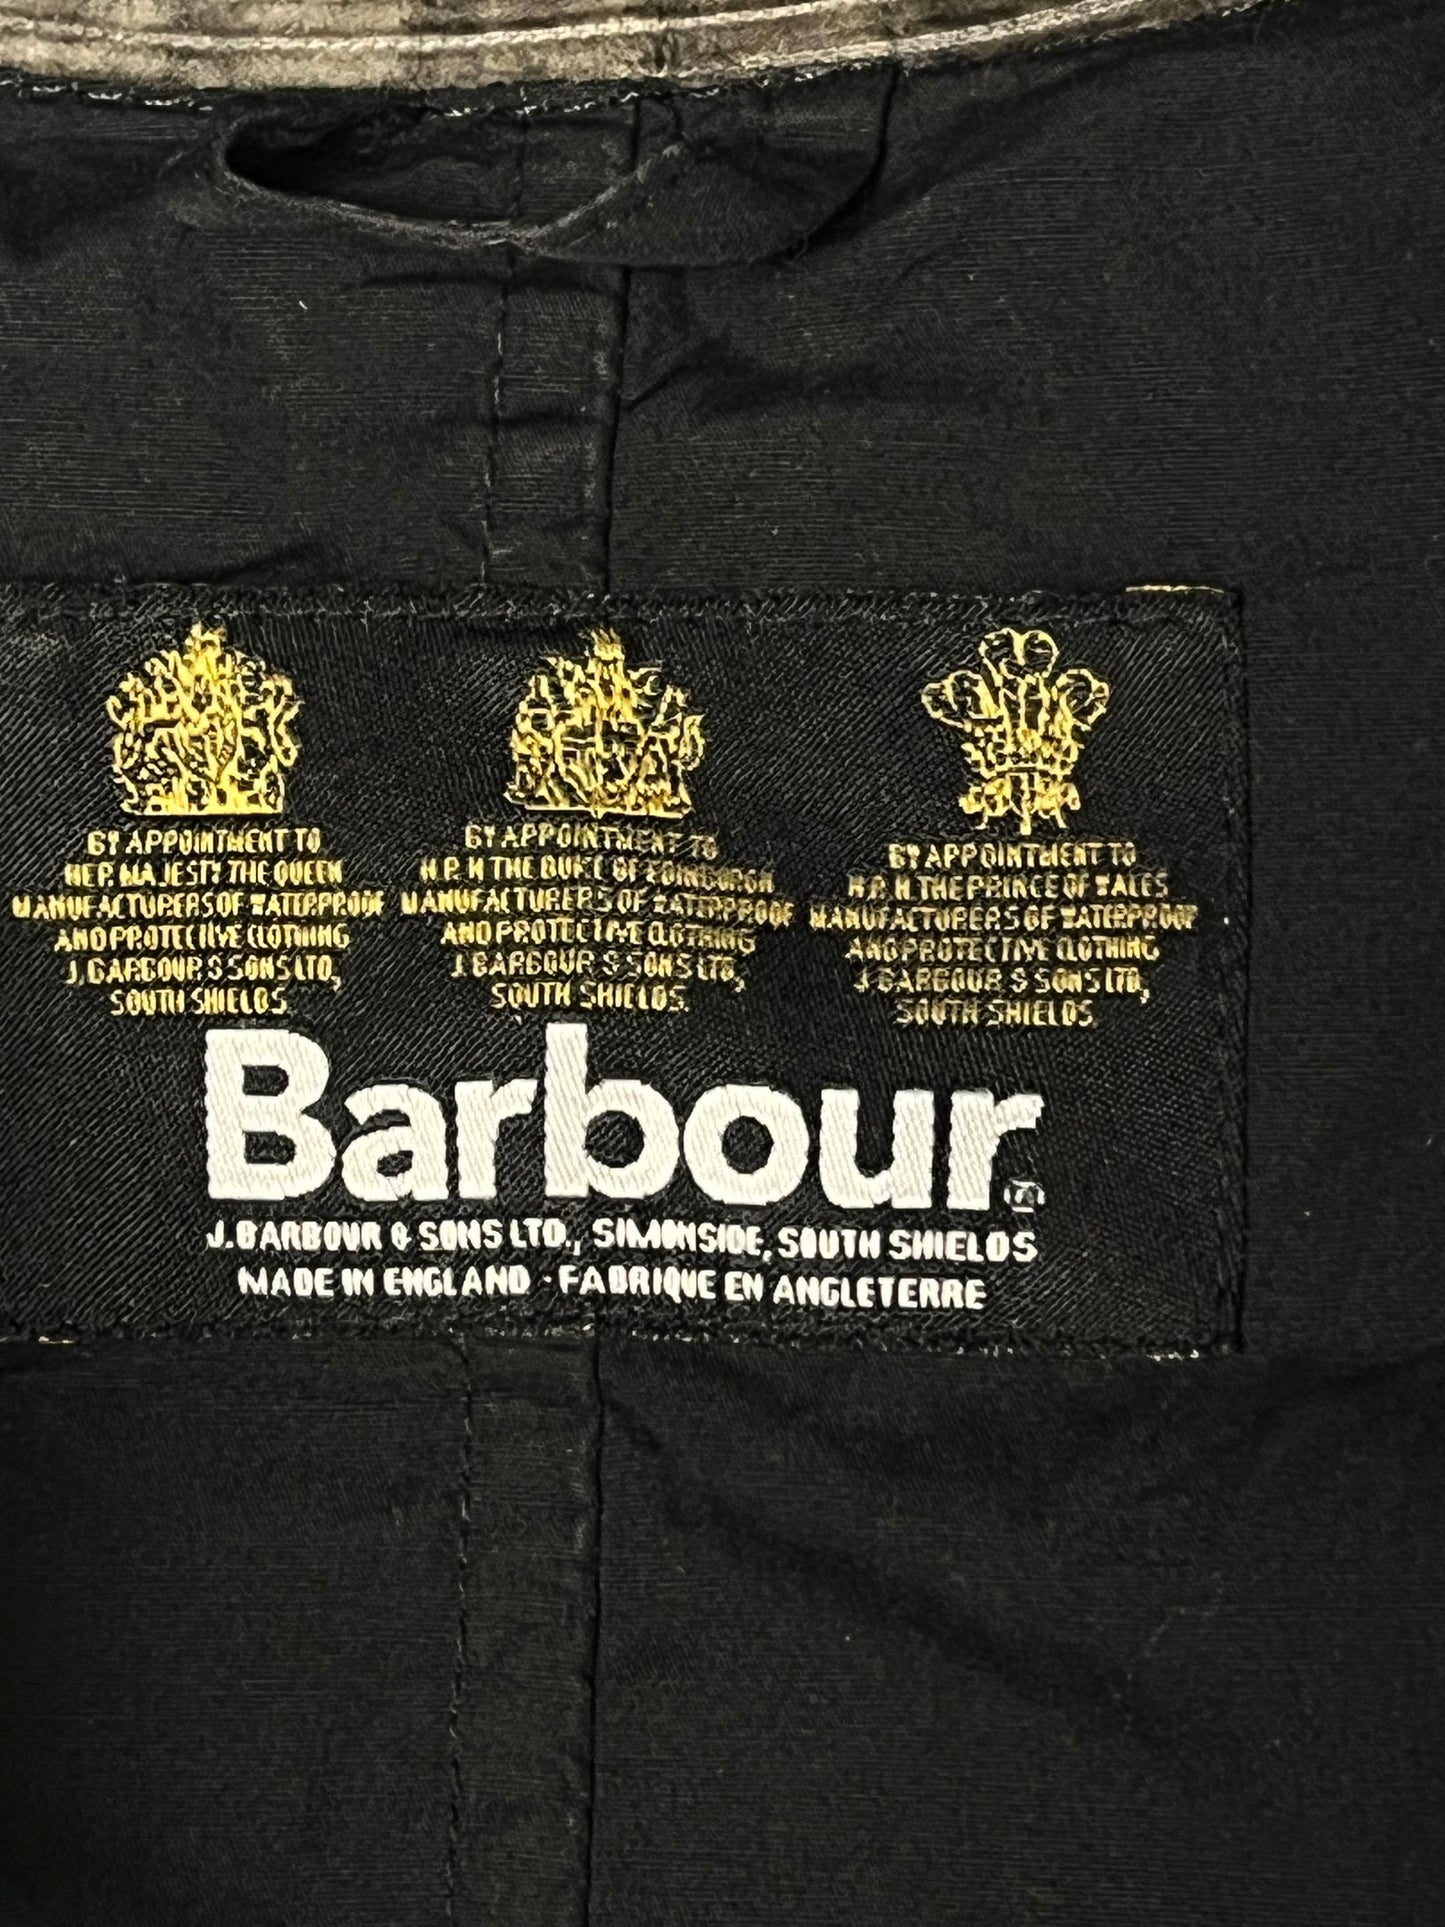 BY APPOINTMENT TO
HER MAJESTY THE QUEEN
MANUFACTURERS OF WATERPROOF
AND PROTECTIVE CLOTHING
J. BARBOUR & SONS LTD,
SOUTH SHIELDS
BY APPOINTMENT TO
H.R.H THE DUKE OF EDINBURGH
MANUFACTURERS OF WATERPROOF
AND PROTECTIVE CLOTHING
J. BARBOUR & SONS LTD,
SOUTH SHIELDS.
BY APPOINTMENT TO
H.R.H THE PRINCE OF WALES
MANUFACTURERS OF WATERPROOF
AND PROTECTIVE CLOTHING
J. BARBOUR & SONS LTD,
SOUTH SHIELDS.
Barbour®
J. BARBOUR & SONS LTD., SIMONSIDE, SOUTH SHIELDS
MADE IN ENGLAND · FABRIQUE EN ANGLETERRE